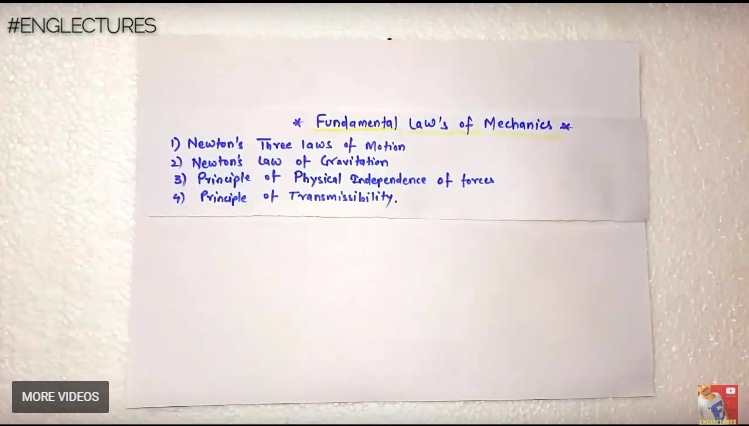 #ENGLECTURES
* Fundamental Law's of Mechanics *
1) Newton's Three laws of Motion
2) Newton's Law of Gravitation
3) Principle of Physical Independence of forces
4) Principle of Transmissibility.
MORE VIDEOS
ENGLECTURES